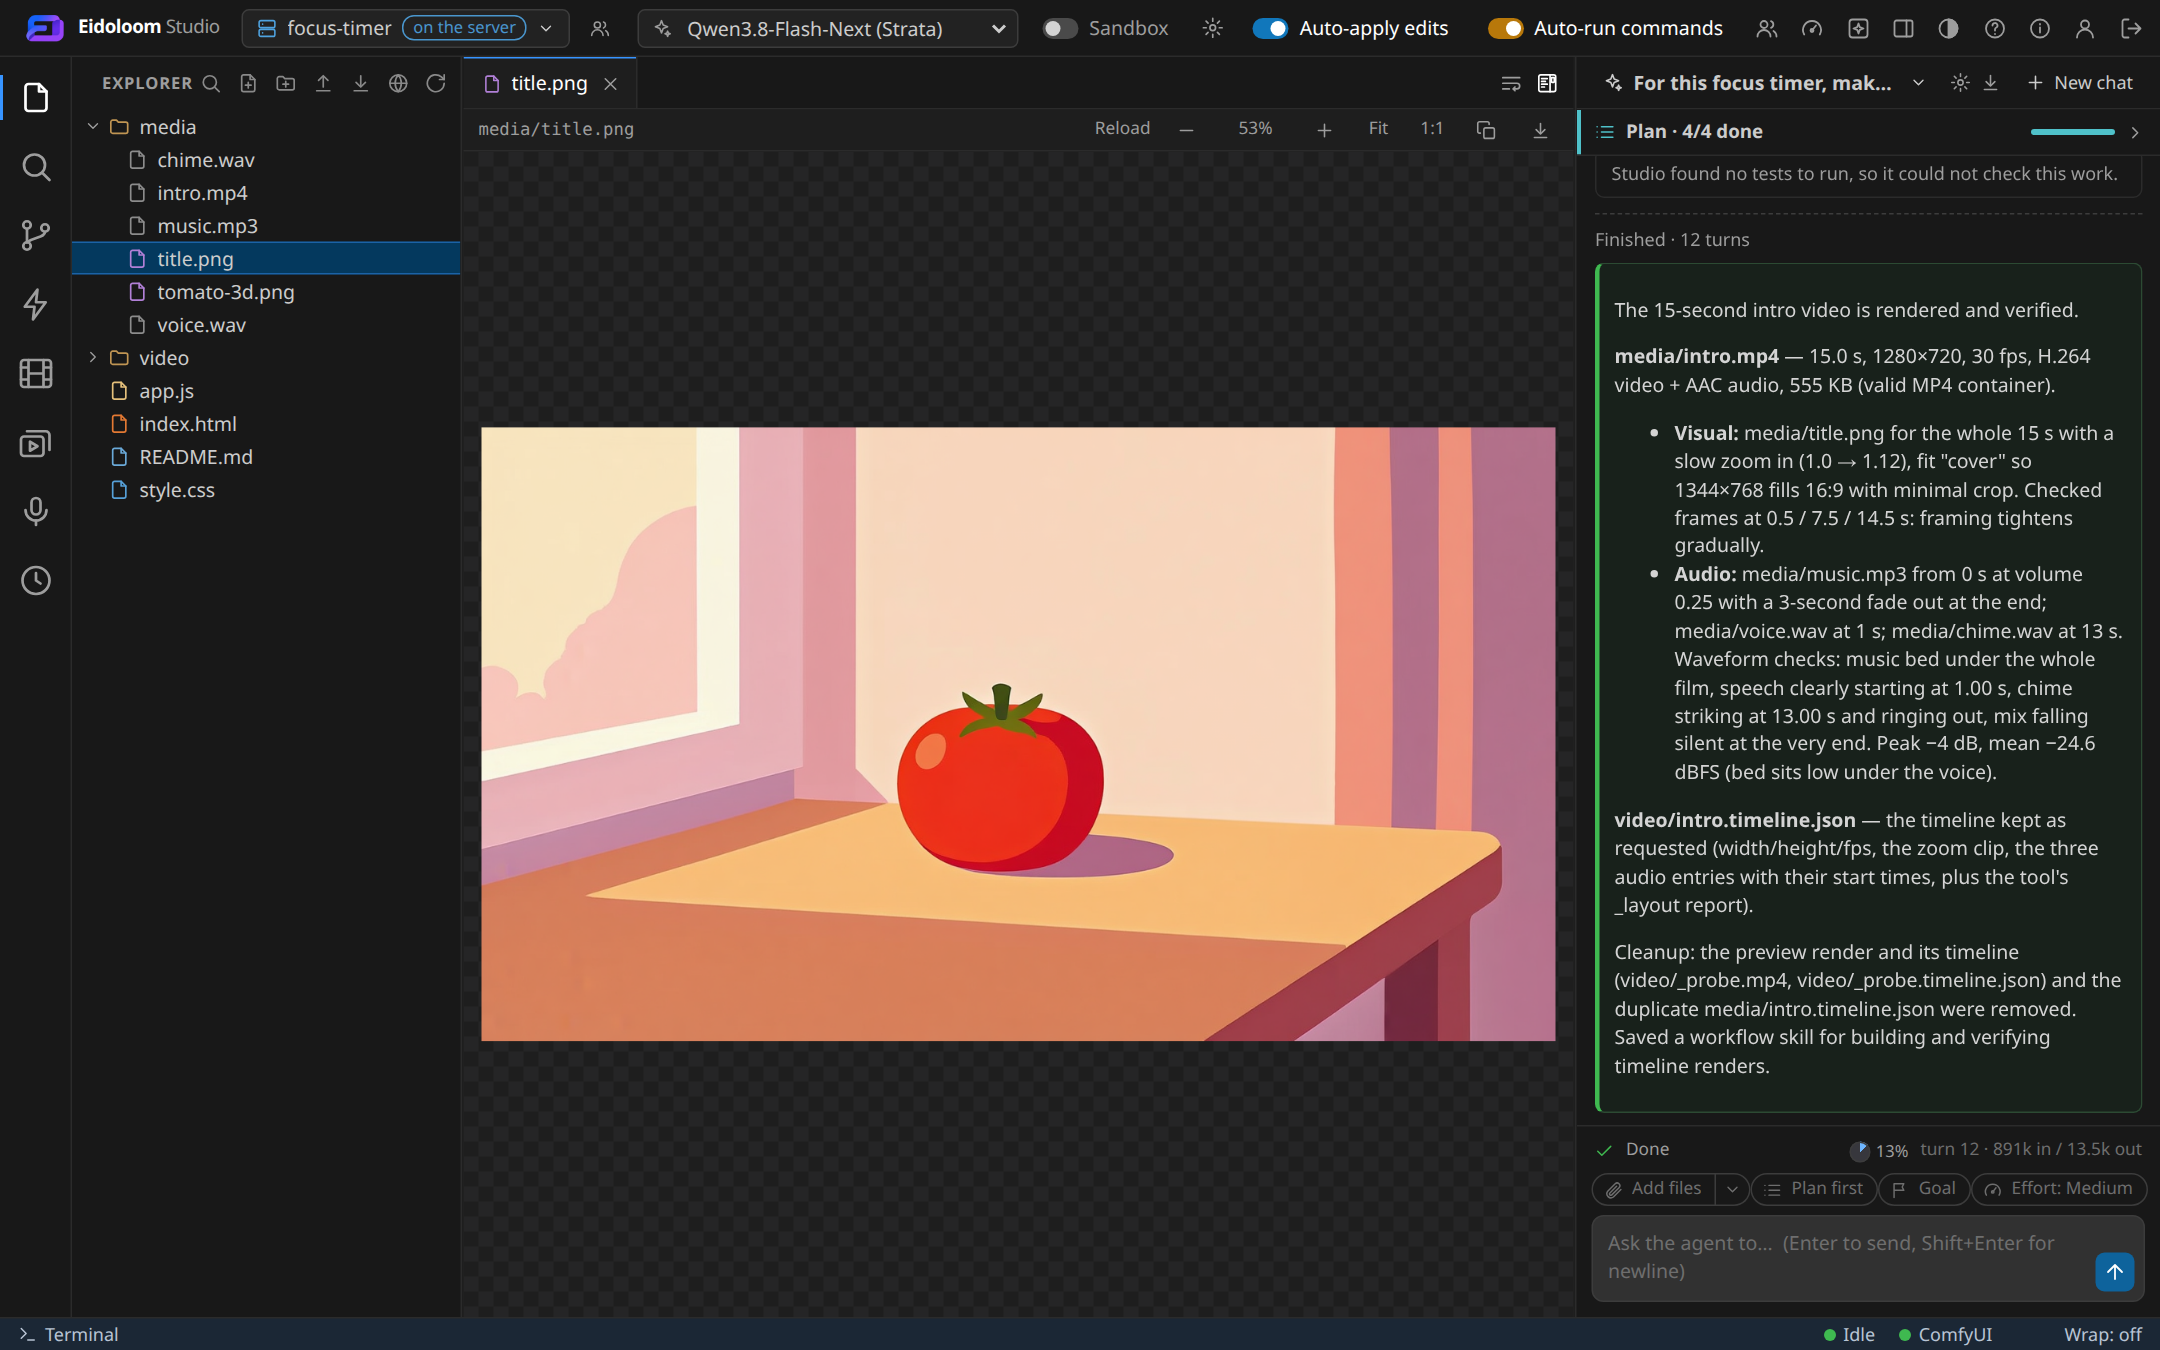 Eidoloom Studio
focus-timer on the server
Qwen3.8-Flash-Next (Strata)
Sandbox
Auto-apply edits
Auto-run commands
EXPLORER
media
chime.wav
intro.mp4
music.mp3
title.png
tomato-3d.png
voice.wav
video
app.js
index.html
README.md
style.css
title.png
media/title.png
Reload
53%
Fit
1:1
For this focus timer, mak...
New chat
Plan · 4/4 done
Studio found no tests to run, so it could not check this work.
Finished · 12 turns
The 15-second intro video is rendered and verified.
media/intro.mp4 — 15.0 s, 1280×720, 30 fps, H.264
video + AAC audio, 555 KB (valid MP4 container).
Visual: media/title.png for the whole 15 s with a
slow zoom in (1.0 → 1.12), fit "cover" so
1344×768 fills 16:9 with minimal crop. Checked
frames at 0.5 / 7.5 / 14.5 s: framing tightens
gradually.
Audio: media/music.mp3 from 0 s at volume
0.25 with a 3-second fade out at the end;
media/voice.wav at 1 s; media/chime.wav at 13 s.
Waveform checks: music bed under the whole
film, speech clearly starting at 1.00 s, chime
striking at 13.00 s and ringing out, mix falling
silent at the very end. Peak −4 dB, mean −24.6
dBFS (bed sits low under the voice).
video/intro.timeline.json — the timeline kept as
requested (width/height/fps, the zoom clip, the three
audio entries with their start times, plus the tool's
_layout report).
Cleanup: the preview render and its timeline
(video/_probe.mp4, video/_probe.timeline.json) and the
duplicate media/intro.timeline.json were removed.
Saved a workflow skill for building and verifying
timeline renders.
Done
13%
turn 12 · 891k in / 13.5k out
Add files
Plan first
Goal
Effort: Medium
Ask the agent to... (Enter to send, Shift+Enter for
newline)
Terminal
Idle
ComfyUI
Wrap: off